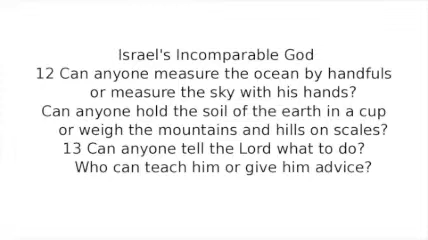 Israel's Incomparable God
12 Can anyone measure the ocean by handfuls
or measure the sky with his hands?
Can anyone hold the soil of the earth in a cup
or weigh the mountains and hills on scales?
13 Can anyone tell the Lord what to do?
Who can teach him or give him advice?